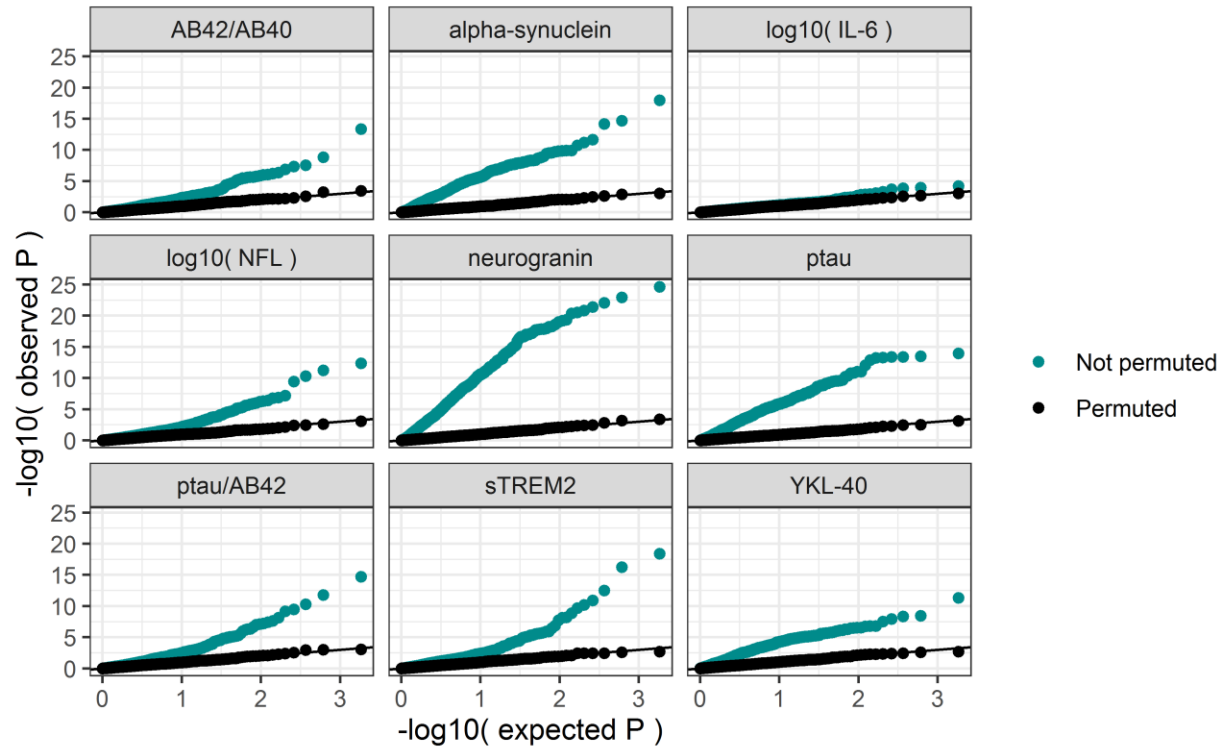 AB42/AB40
alpha-synuclein
log10( IL-6 )
25
20
15
10
5
0
log10( NFL )
neurogranin
ptau
25
20
15
10
5
0
-log10( observed P )
Not permuted
Permuted
ptau/AB42
sTREM2
YKL-40
25
20
15
10
5
0
0 1 2 3
0 1 2 3
0 1 2 3
-log10( expected P )